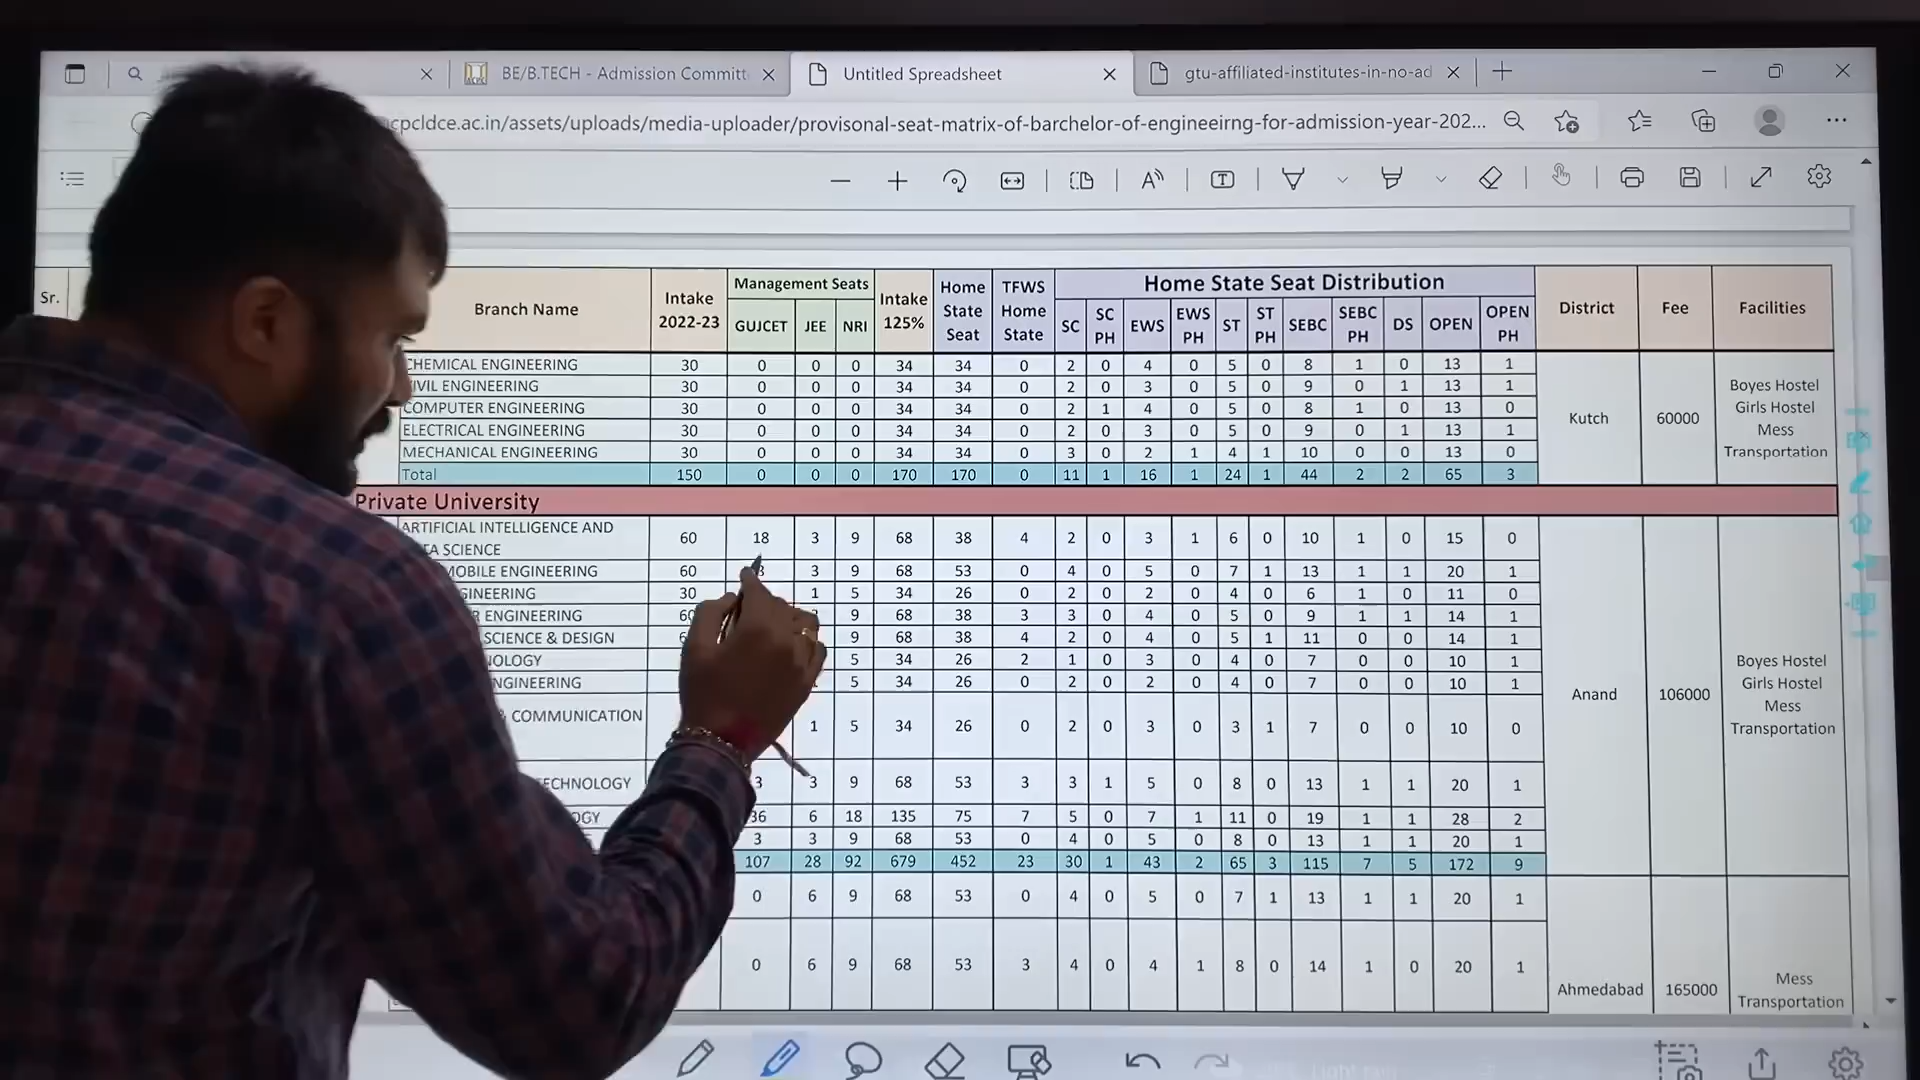 BE/B.TECH - Admission Committ
Untitled Spreadsheet
gtu-affiliated-institutes-in-no-ad
cpcldce.ac.in/assets/uploads/media-uploader/provisonal-seat-matrix-of-barchelor-of-engineeirng-for-admission-year-202...
Sr. Branch Name Intake 2022-23 Management Seats GUJCET JEE NRI Intake 125% Home State Seat TFWS Home State Home State Seat Distribution SC SC PH EWS EWS PH ST ST PH SEBC SEBC PH DS OPEN OPEN PH District Fee Facilities
CHEMICAL ENGINEERING 30 0 0 0 34 34 0 2 0 4 0 5 0 8 1 0 13 1
CIVIL ENGINEERING 30 0 0 0 34 34 0 2 0 3 0 5 0 9 0 1 13 1
COMPUTER ENGINEERING 30 0 0 0 34 34 0 2 1 4 0 5 0 8 1 0 13 0
ELECTRICAL ENGINEERING 30 0 0 0 34 34 0 2 0 3 0 5 0 9 0 1 13 1
MECHANICAL ENGINEERING 30 0 0 0 34 34 0 3 0 2 1 4 1 10 0 0 13 0
Total 150 0 0 0 170 170 0 11 1 16 1 24 1 44 2 2 65 3
Kutch 60000
Boyes Hostel
Girls Hostel
Mess
Transportation
Private University
ARTIFICIAL INTELLIGENCE AND
TA SCIENCE 60 18 3 9 68 38 4 2 0 3 1 6 0 10 1 0 15 0
MOBILE ENGINEERING 60 3 9 68 53 0 4 0 5 0 7 1 13 1 1 20 1
GINEERING 30 1 5 34 26 0 2 0 2 0 4 0 6 1 0 11 0
R ENGINEERING 9 68 38 3 3 0 4 0 5 0 9 1 1 14 1
SCIENCE & DESIGN 9 68 38 4 2 0 4 0 5 1 11 0 0 14 1
NOLOGY 5 34 26 2 1 0 3 0 4 0 7 0 0 10 1
NGINEERING 5 34 26 0 2 0 2 0 4 0 7 0 0 10 1
& COMMUNICATION 1 5 34 26 0 2 0 3 0 3 1 7 0 0 10 0
ECHNOLOGY 3 3 9 68 53 3 3 1 5 0 8 0 13 1 1 20 1
OGY 36 6 18 135 75 7 5 0 7 1 11 0 19 1 1 28 2
3 3 9 68 53 0 4 0 5 0 8 0 13 1 1 20 1
107 28 92 679 452 23 30 1 43 2 65 3 115 7 5 172 9
Anand 106000
Boyes Hostel
Girls Hostel
Mess
Transportation
0 6 9 68 53 0 4 0 5 0 7 1 13 1 1 20 1
0 6 9 68 53 3 4 0 4 1 8 0 14 1 0 20 1
Ahmedabad 165000
Mess
Transportation